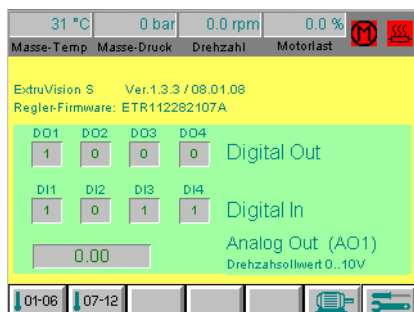 31 °C 0 bar 0.0 rpm 0.0 %
Masse-Temp Masse-Druck Drehzahl Motorlast
M
ExtruVision S Ver.1.3.3 / 08.01.08
Regler-Firmware: ETR112282107A
DO1 DO2 DO3 DO4
1 0 0 0 Digital Out
DI1 DI2 DI3 DI4
1 0 1 1 Digital In
0.00 Analog Out (AO1)
Drehzahsollwert 0..10V
01-06 07-12